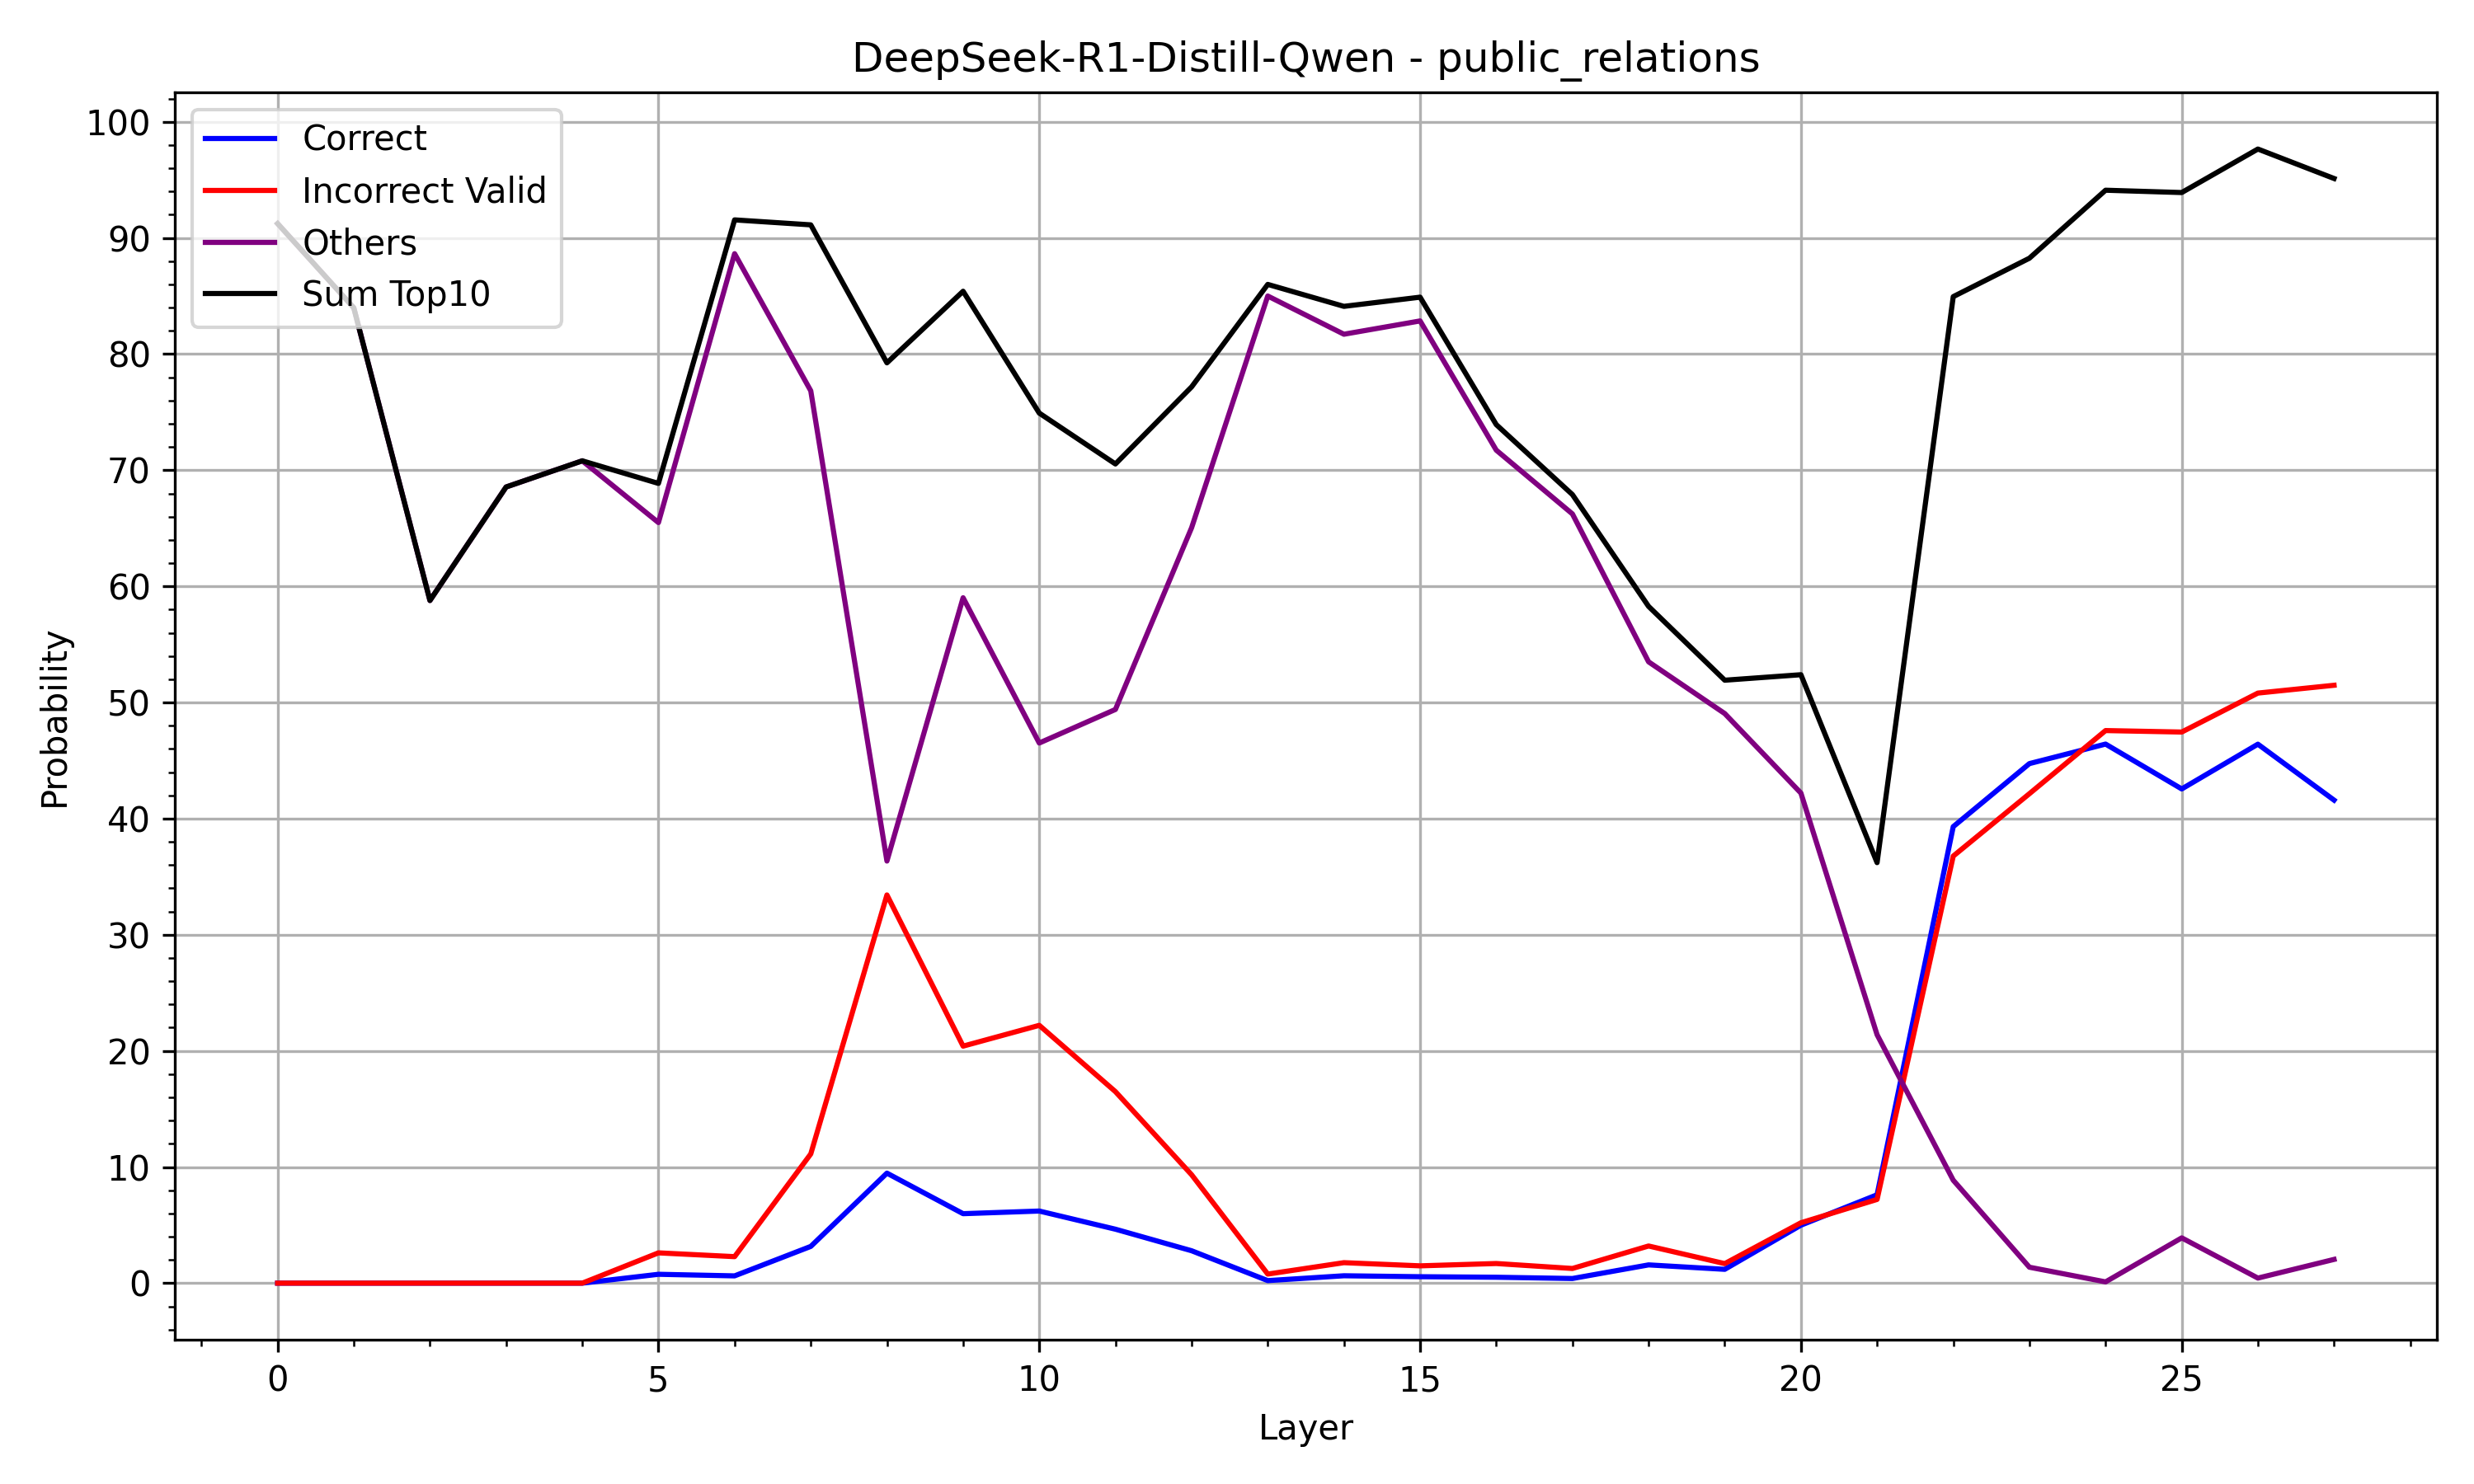 DeepSeek-R1-Distill-Qwen - public_relations
Correct
Incorrect Valid
Others
Sum Top10
100
90
80
70
60
50
40
30
20
10
0
Probability
0 5 10 15 20 25
Layer